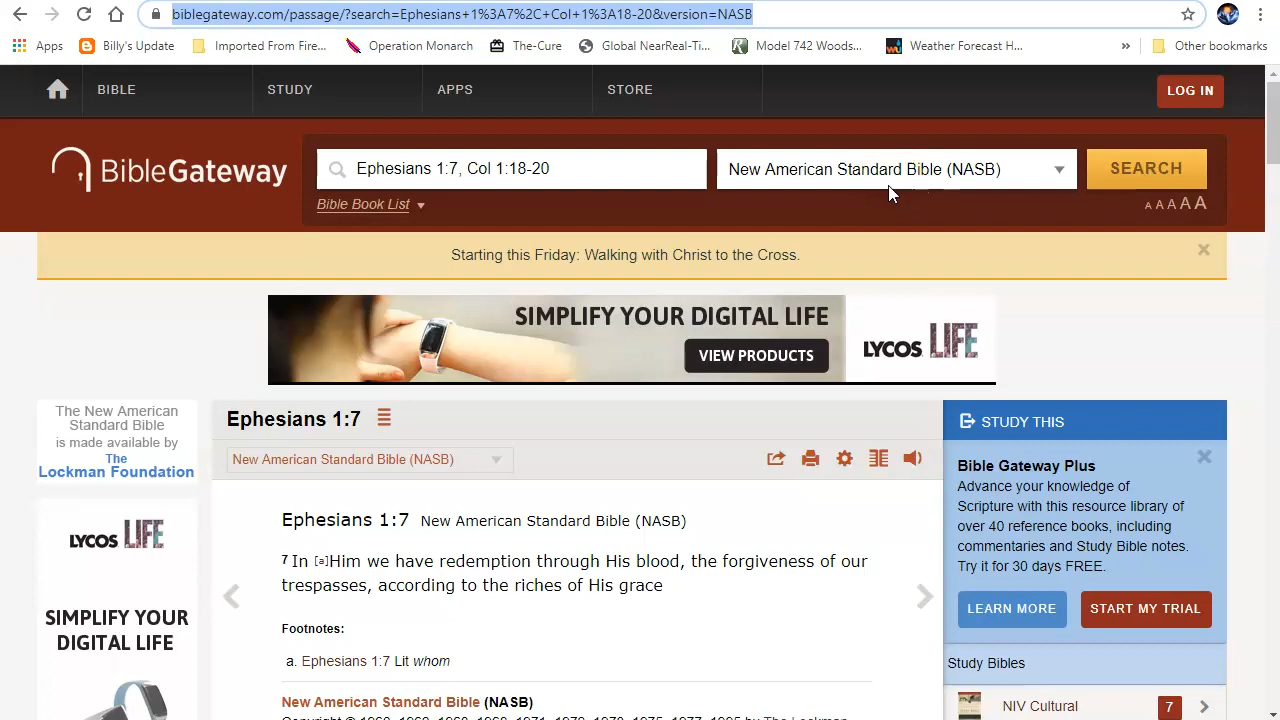 biblegateway.com/passage/?search=Ephesians+1%3A7%2C+Col+1%3A18-20&version=NASB
Apps Billy's Update Imported From Fire... Operation Monarch The-Cure Global NearReal-Ti... Model 742 Woods... Weather Forecast H... » Other bookmarks
BIBLE STUDY APPS STORE LOG IN
BibleGateway
Ephesians 1:7, Col 1:18-20
New American Standard Bible (NASB)
SEARCH
Bible Book List
A A A A A
Starting this Friday: Walking with Christ to the Cross.
SIMPLIFY YOUR DIGITAL LIFE
VIEW PRODUCTS
LYCOS LIFE
The New American
Standard Bible
is made available by
The
Lockman Foundation
LYCOS LIFE
SIMPLIFY YOUR
DIGITAL LIFE
Ephesians 1:7
New American Standard Bible (NASB)
Ephesians 1:7 New American Standard Bible (NASB)
7 In [a]Him we have redemption through His blood, the forgiveness of our
trespasses, according to the riches of His grace
Footnotes:
a. Ephesians 1:7 Lit whom
New American Standard Bible (NASB)
STUDY THIS
Bible Gateway Plus
Advance your knowledge of
Scripture with this resource library of
over 40 reference books, including
commentaries and Study Bible notes.
Try it for 30 days FREE.
LEARN MORE
START MY TRIAL
Study Bibles
NIV Cultural 7